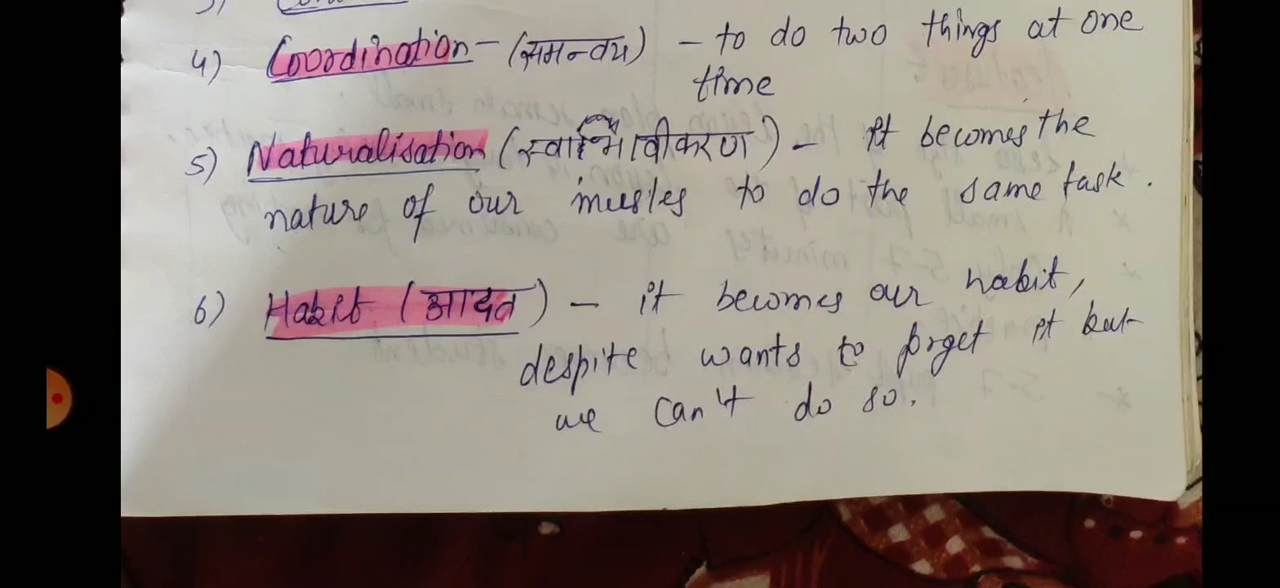 3)
4) Coordination - (समन्वय) - to do two things at one
time
5) Naturalisation (स्वाभाविकरण) - it becomes the
nature of our musles to do the same task.
6) Habit (आदत) - it becomes our habit,
despite wants to forget it but
we can't do so.